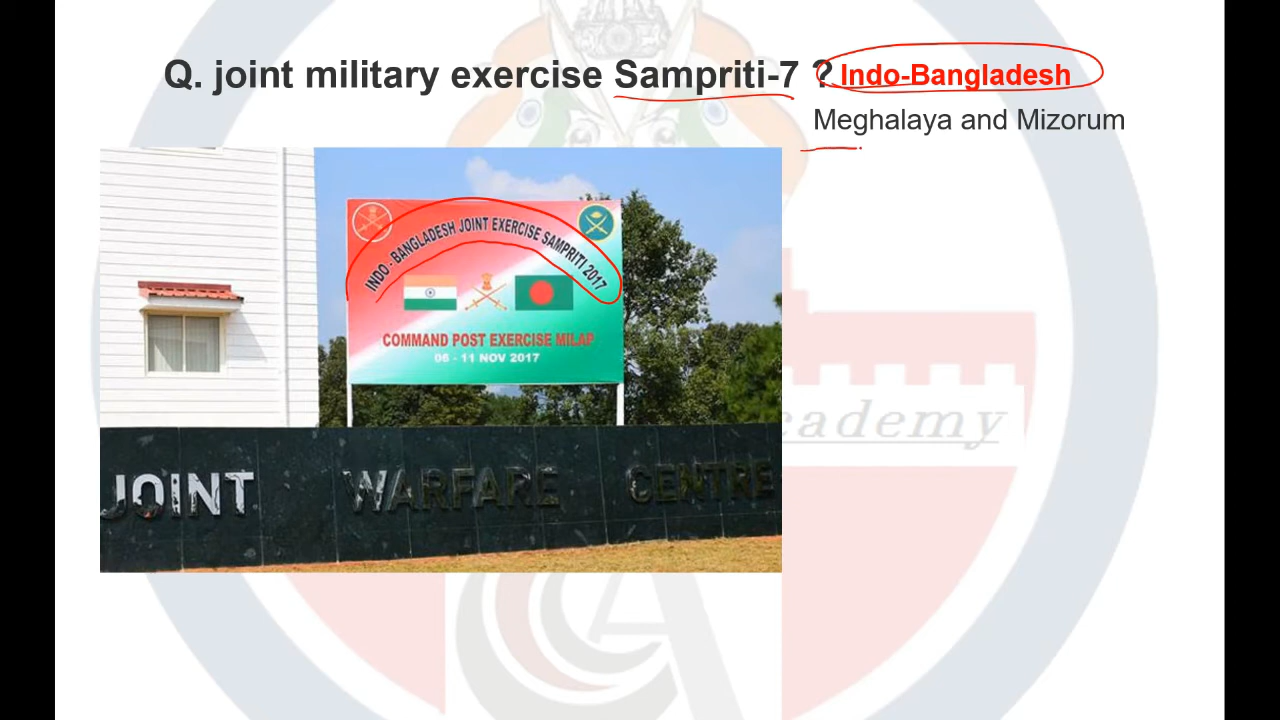 Q. joint military exercise Sampriti-7 ? Indo-Bangladesh
Meghalaya and Mizorum
INDO - BANGLADESH JOINT EXERCISE SAMPRITI 2017
COMMAND POST EXERCISE MILAP
06 - 11 NOV 2017
JOINT WARFARE CENTRE
cademy